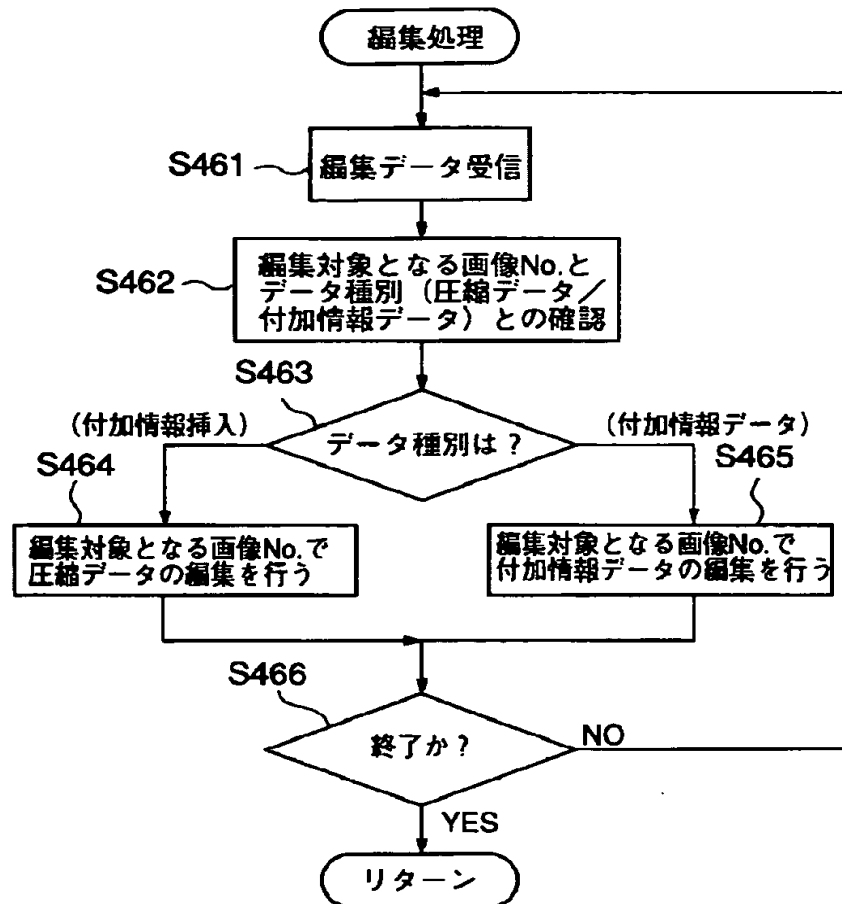 編集処理
S461
編集データ受信
S462
編集対象となる画像No.と
データ種別（圧縮データ／
付加情報データ）との確認
S463
データ種別は？
（付加情報挿入）
（付加情報データ）
S464
編集対象となる画像No.で
圧縮データの編集を行う
S465
編集対象となる画像No.で
付加情報データの編集を行う
S466
終了か？
NO
YES
リターン